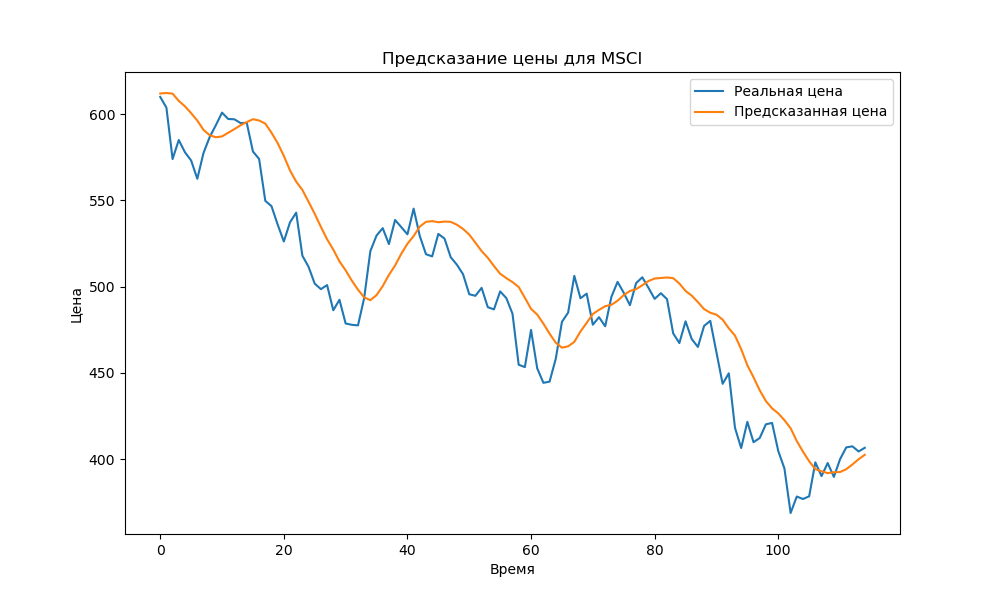 Предсказание цены для MSCI
Реальная цена
Предсказанная цена
Цена
600
550
500
450
400
0 20 40 60 80 100
Время